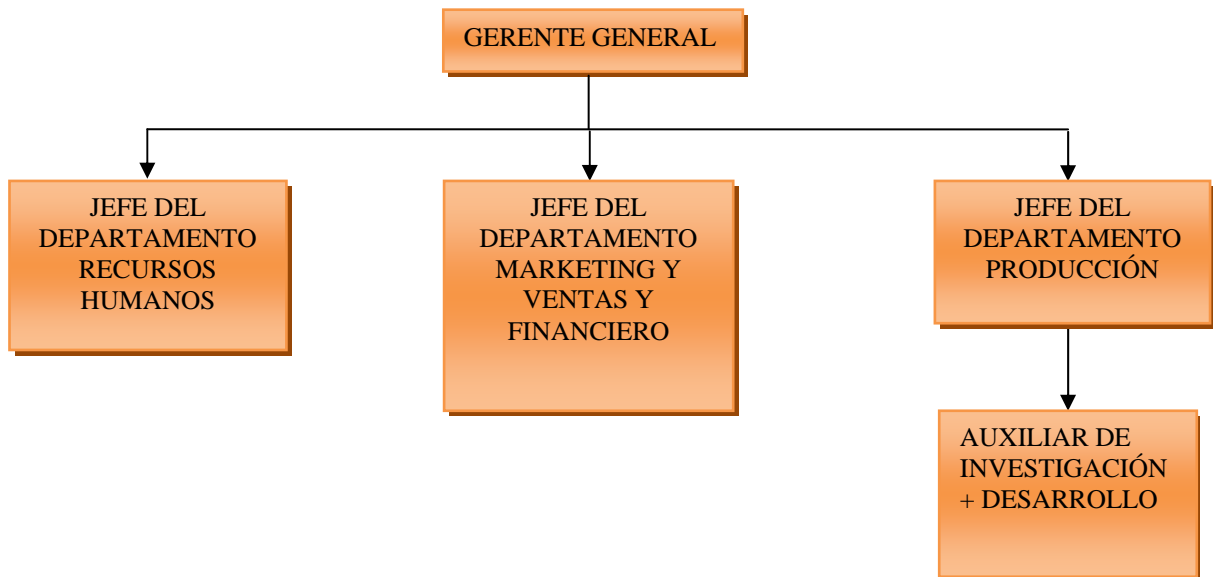 GERENTE GENERAL
JEFE DEL
DEPARTAMENTO
RECURSOS
HUMANOS
JEFE DEL
DEPARTAMENTO
MARKETING Y
VENTAS Y
FINANCIERO
JEFE DEL
DEPARTAMENTO
PRODUCCIÓN
AUXILIAR DE
INVESTIGACIÓN
+ DESARROLLO